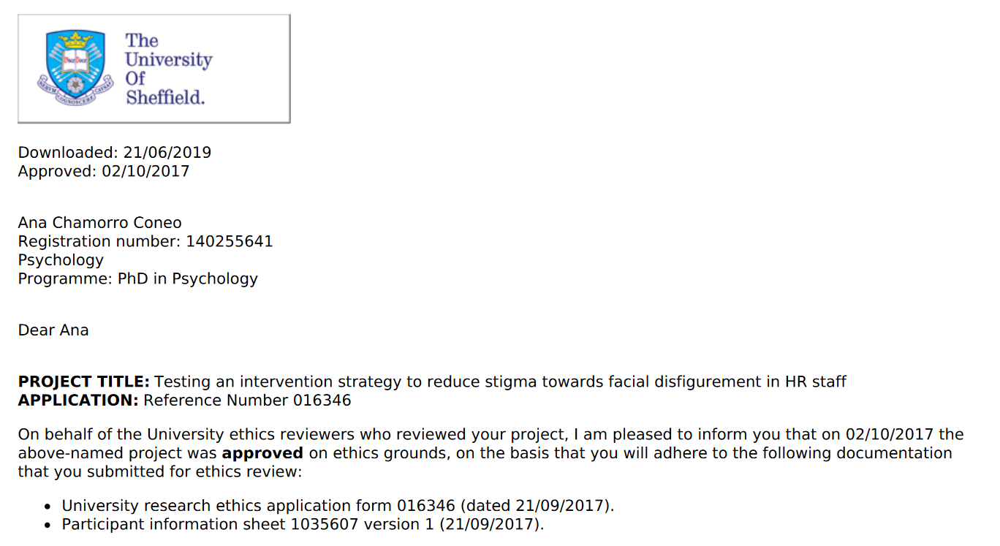 The
University
Of
Sheffield.
Disce Doce
RERVM COGNOSCERE CAVSAS
Downloaded: 21/06/2019
Approved: 02/10/2017
Ana Chamorro Coneo
Registration number: 140255641
Psychology
Programme: PhD in Psychology
Dear Ana
PROJECT TITLE: Testing an intervention strategy to reduce stigma towards facial disfigurement in HR staff
APPLICATION: Reference Number 016346
On behalf of the University ethics reviewers who reviewed your project, I am pleased to inform you that on 02/10/2017 the
above-named project was approved on ethics grounds, on the basis that you will adhere to the following documentation
that you submitted for ethics review:
• University research ethics application form 016346 (dated 21/09/2017).
• Participant information sheet 1035607 version 1 (21/09/2017).